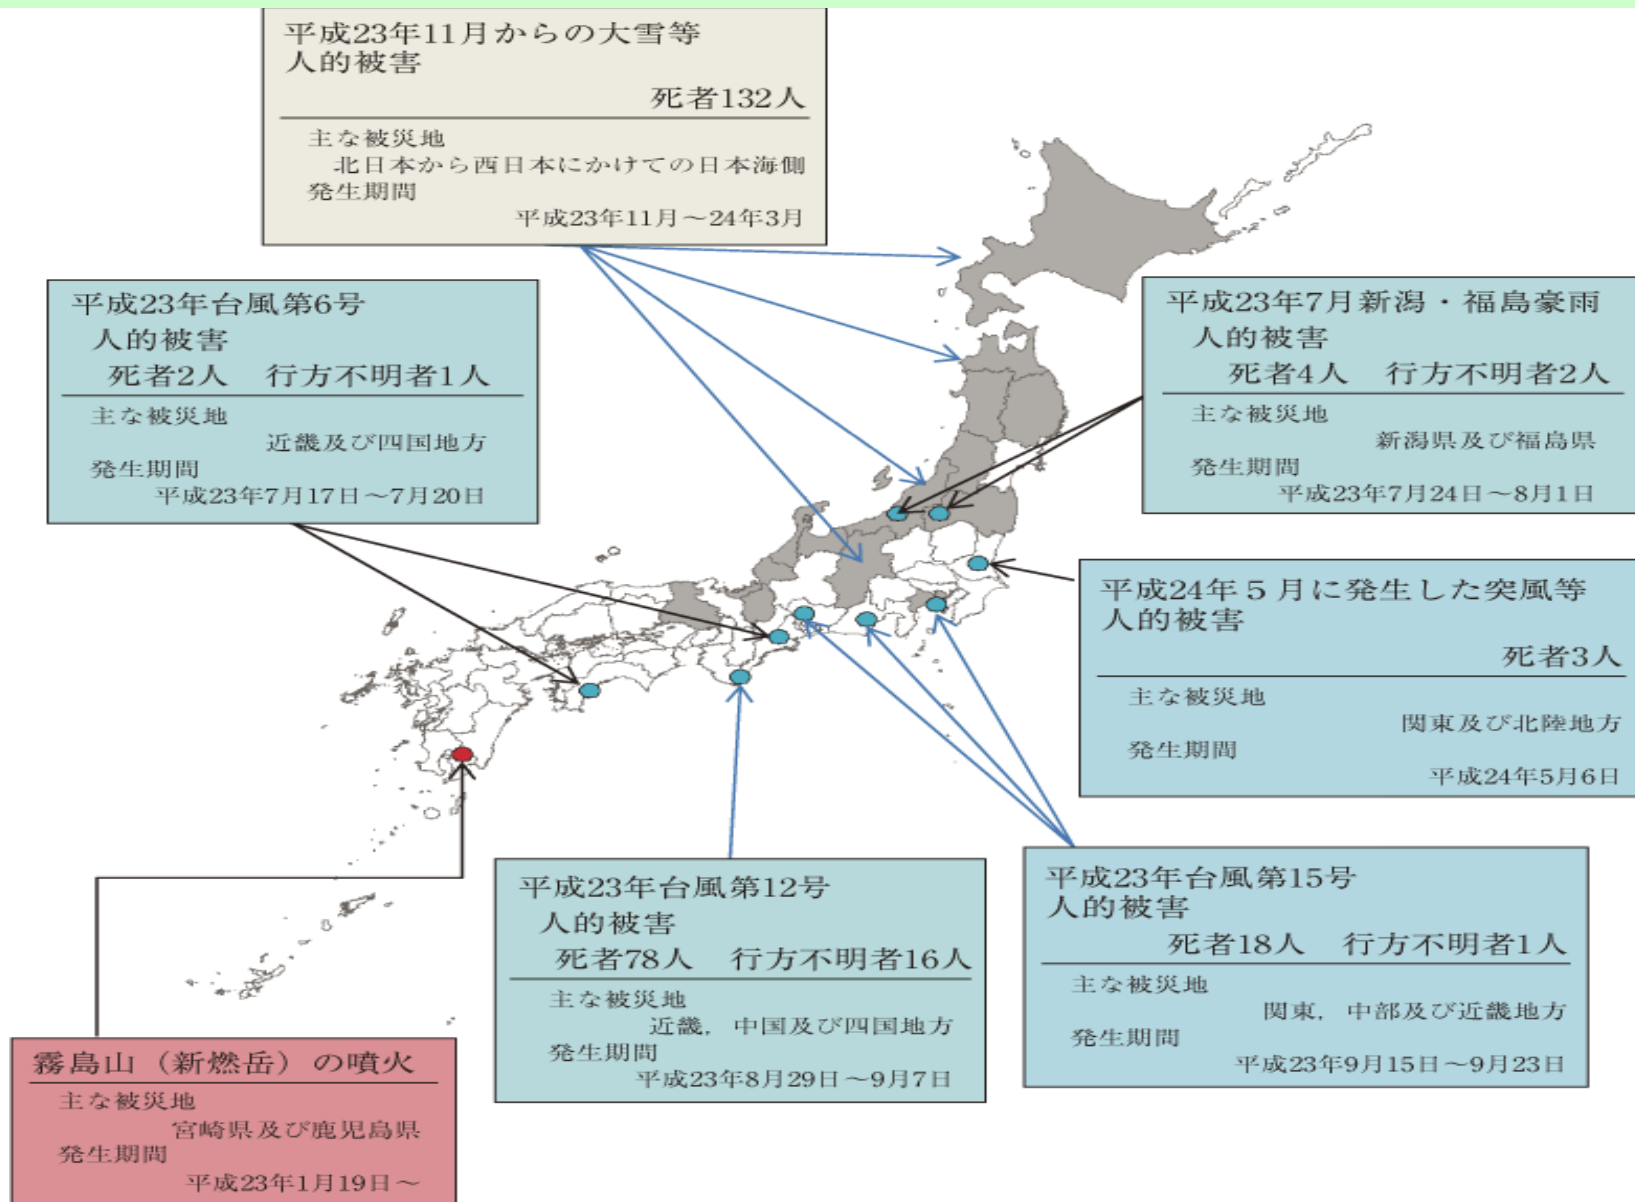 平成23年11月からの大雪等
人的被害
死者132人
主な被災地
北日本から西日本にかけての日本海側
発生期間
平成23年11月～24年3月
平成23年台風第6号
人的被害
死者2人　行方不明者1人
主な被災地
近畿及び四国地方
発生期間
平成23年7月17日～7月20日
平成23年7月新潟・福島豪雨
人的被害
死者4人　行方不明者2人
主な被災地
新潟県及び福島県
発生期間
平成23年7月24日～8月1日
平成24年５月に発生した突風等
人的被害
死者3人
主な被災地
関東及び北陸地方
発生期間
平成24年5月6日
平成23年台風第12号
人的被害
死者78人　行方不明者16人
主な被災地
近畿，中国及び四国地方
発生期間
平成23年8月29日～9月7日
平成23年台風第15号
人的被害
死者18人　行方不明者1人
主な被災地
関東，中部及び近畿地方
発生期間
平成23年9月15日～9月23日
霧島山（新燃岳）の噴火
主な被災地
宮崎県及び鹿児島県
発生期間
平成23年1月19日～